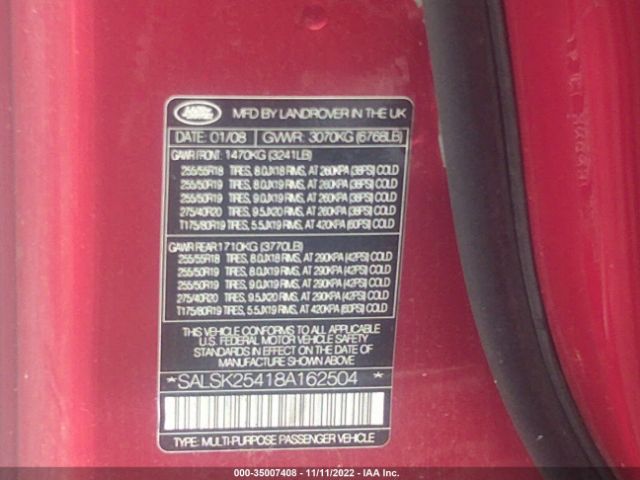 LAND ROVER
MFD BY LANDROVER IN THE UK
DATE: 01/08 GVWR: 3070KG (6768LB)
GAWR FRONT: 1470KG (3241LB)
255/55R18 TIRES, 8.0JX18 RIMS, AT 260KPA (38PSI) COLD
255/50R19 TIRES, 8.0JX19 RIMS, AT 260KPA (38PSI) COLD
255/50R19 TIRES, 9.0JX19 RIMS, AT 260KPA (38PSI) COLD
275/40R20 TIRES, 9.5JX20 RIMS, AT 260KPA (38PSI) COLD
T175/80R19 TIRES, 5.5JX19 RIMS, AT 420KPA (60PSI) COLD
GAWR REAR: 1710KG (3770LB)
255/55R18 TIRES, 8.0JX18 RIMS, AT 290KPA (42PSI) COLD
255/50R19 TIRES, 8.0JX19 RIMS, AT 290KPA (42PSI) COLD
255/50R19 TIRES, 9.0JX19 RIMS, AT 290KPA (42PSI) COLD
275/40R20 TIRES, 9.5JX20 RIMS, AT 290KPA (42PSI) COLD
T175/80R19 TIRES, 5.5JX19 RIMS, AT 420KPA (60PSI) COLD
THIS VEHICLE CONFORMS TO ALL APPLICABLE
U.S. FEDERAL MOTOR VEHICLE SAFETY
STANDARDS IN EFFECT ON THE DATE OF
MANUFACTURE SHOWN ABOVE
*SALSK25418A162504*
TYPE: MULTI-PURPOSE PASSENGER VEHICLE
000-35007408 - 11/11/2022 - IAA Inc.